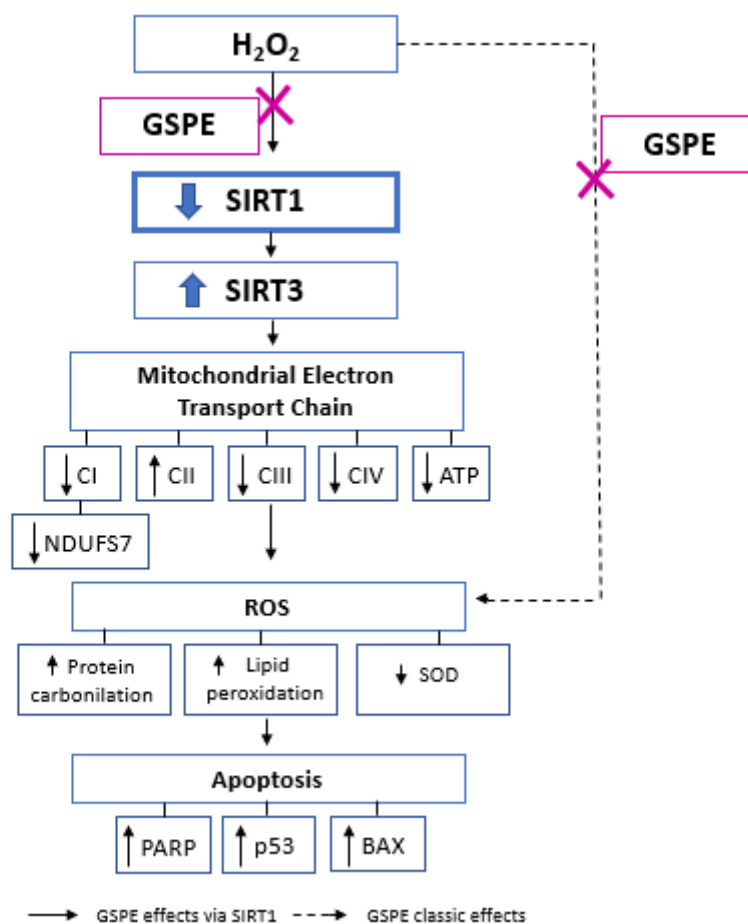 H₂O₂
GSPE
GSPE
SIRT1
SIRT3
Mitochondrial Electron
Transport Chain
CI
CII
CIII
CIV
ATP
NDUFS7
ROS
Protein
carbonilation
Lipid
peroxidation
SOD
Apoptosis
PARP
p53
BAX
GSPE effects via SIRT1
GSPE classic effects